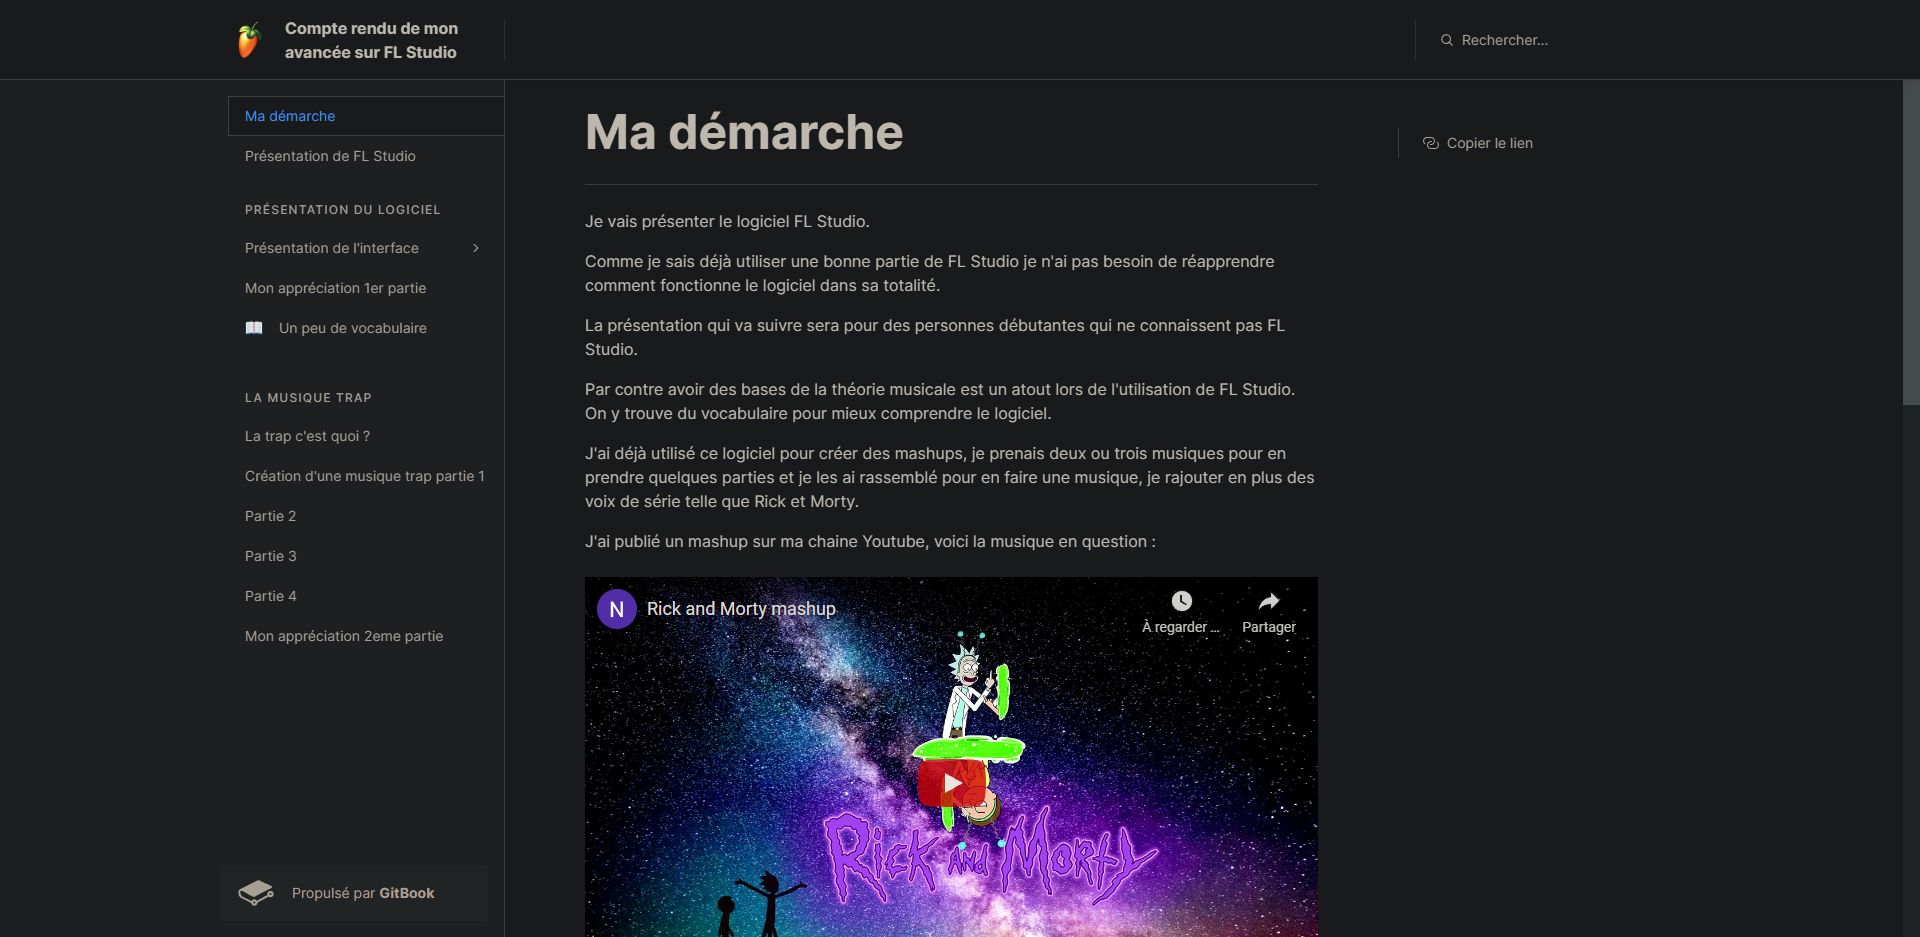 Compte rendu de mon
avancée sur FL Studio
Rechercher...
Ma démarche
Présentation de FL Studio
PRÉSENTATION DU LOGICIEL
Présentation de l'interface
Mon appréciation 1er partie
Un peu de vocabulaire
LA MUSIQUE TRAP
La trap c'est quoi ?
Création d'une musique trap partie 1
Partie 2
Partie 3
Partie 4
Mon appréciation 2eme partie
Propulsé par GitBook
Ma démarche
Copier le lien
Je vais présenter le logiciel FL Studio.
Comme je sais déjà utiliser une bonne partie de FL Studio je n'ai pas besoin de réapprendre
comment fonctionne le logiciel dans sa totalité.
La présentation qui va suivre sera pour des personnes débutantes qui ne connaissent pas FL
Studio.
Par contre avoir des bases de la théorie musicale est un atout lors de l'utilisation de FL Studio.
On y trouve du vocabulaire pour mieux comprendre le logiciel.
J'ai déjà utilisé ce logiciel pour créer des mashups, je prenais deux ou trois musiques pour en
prendre quelques parties et je les ai rassemblé pour en faire une musique, je rajouter en plus des
voix de série telle que Rick et Morty.
J'ai publié un mashup sur ma chaine Youtube, voici la musique en question :
N
Rick and Morty mashup
À regarder ...
Partager
RICK AND MORTY